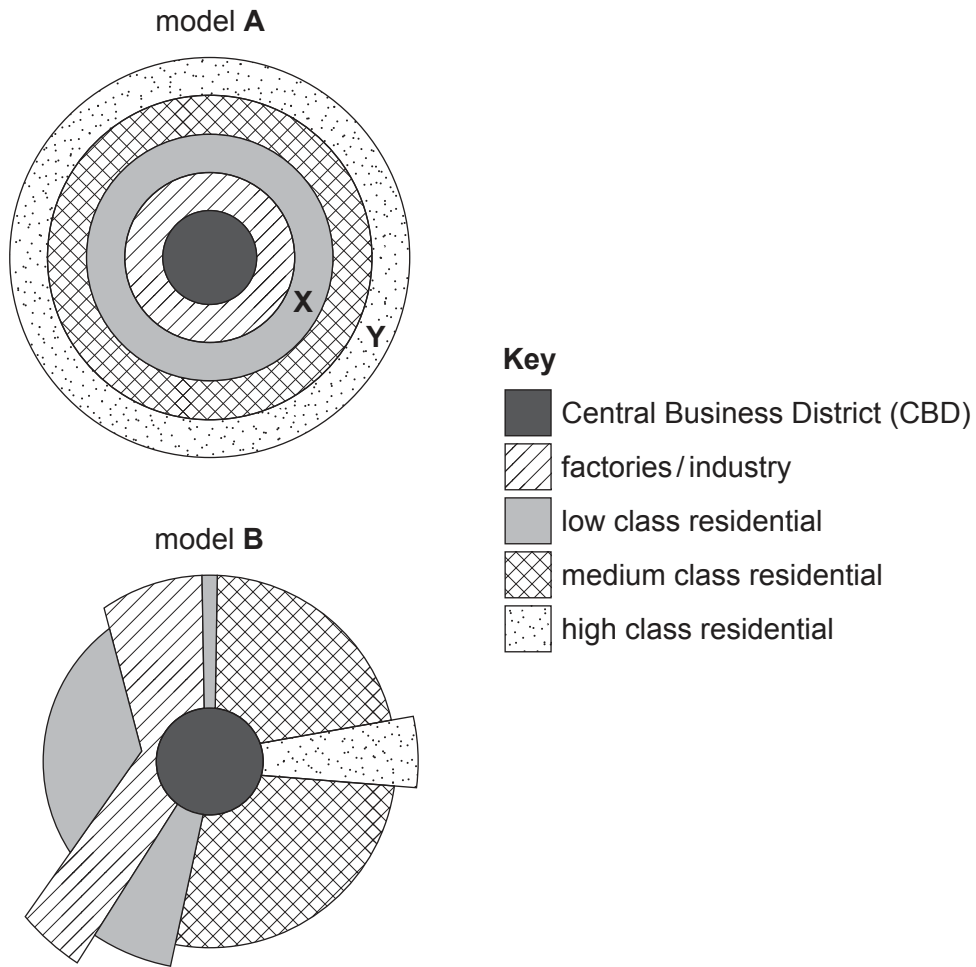 model A
X
Y
Key
Central Business District (CBD)
factories / industry
low class residential
medium class residential
high class residential
model B